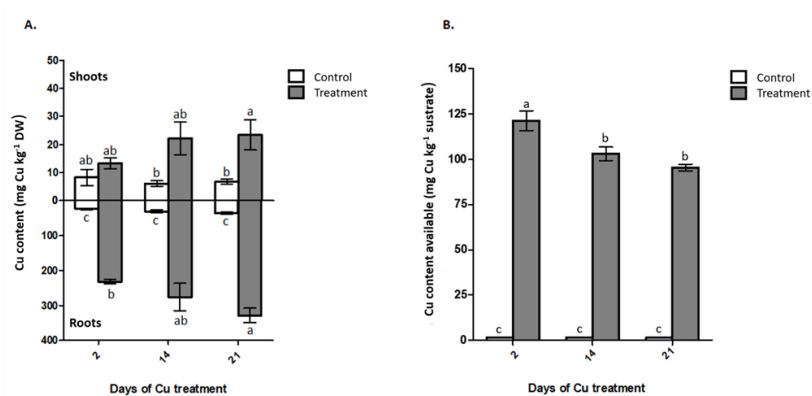 A.
50
40
30
20
10
0
100
200
300
400
Shoots
Roots
Cu content (mg Cu kg-1 DW)
ab
ab
ab
a
b
b
c
c
c
b
ab
a
2
14
21
Days of Cu treatment
Control
Treatment
B.
150
125
100
75
50
25
0
Cu content available (mg Cu kg-1 sustrate)
a
b
b
c
c
c
2
14
21
Days of Cu treatment
Control
Treatment